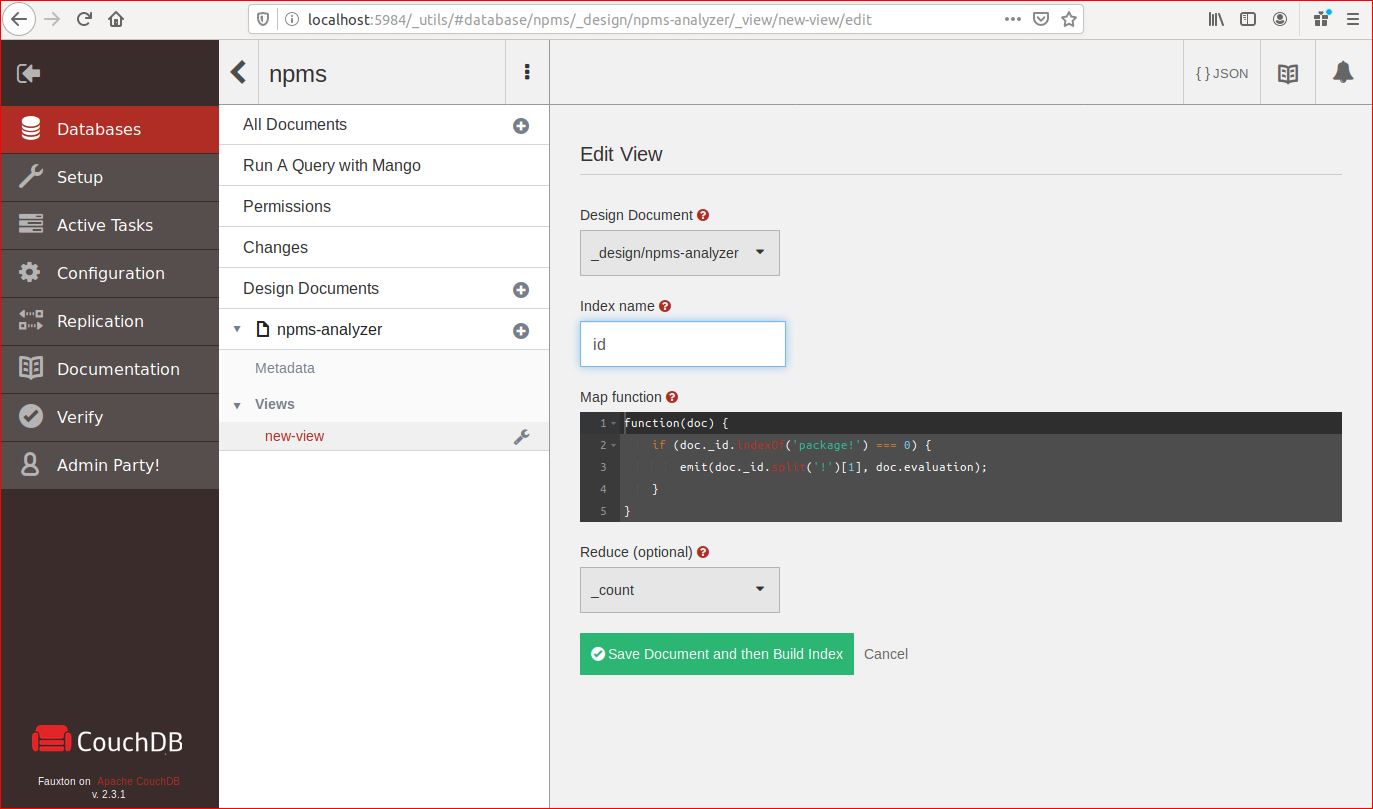 localhost:5984/_utils/#database/npms/_design/npms-analyzer/_view/new-view/edit
Databases
Setup
Active Tasks
Configuration
Replication
Documentation
Verify
Admin Party!
CouchDB
Fauxton on Apache CouchDB
v. 2.3.1
npms
All Documents
Run A Query with Mango
Permissions
Changes
Design Documents
npms-analyzer
Metadata
Views
new-view
{ } JSON
Edit View
Design Document
_design/npms-analyzer
Index name
id
Map function
1 function(doc) {
2 if (doc._id.indexOf('package!') === 0) {
3 emit(doc._id.split('!')[1], doc.evaluation);
4 }
5 }
Reduce (optional)
_count
Save Document and then Build Index
Cancel